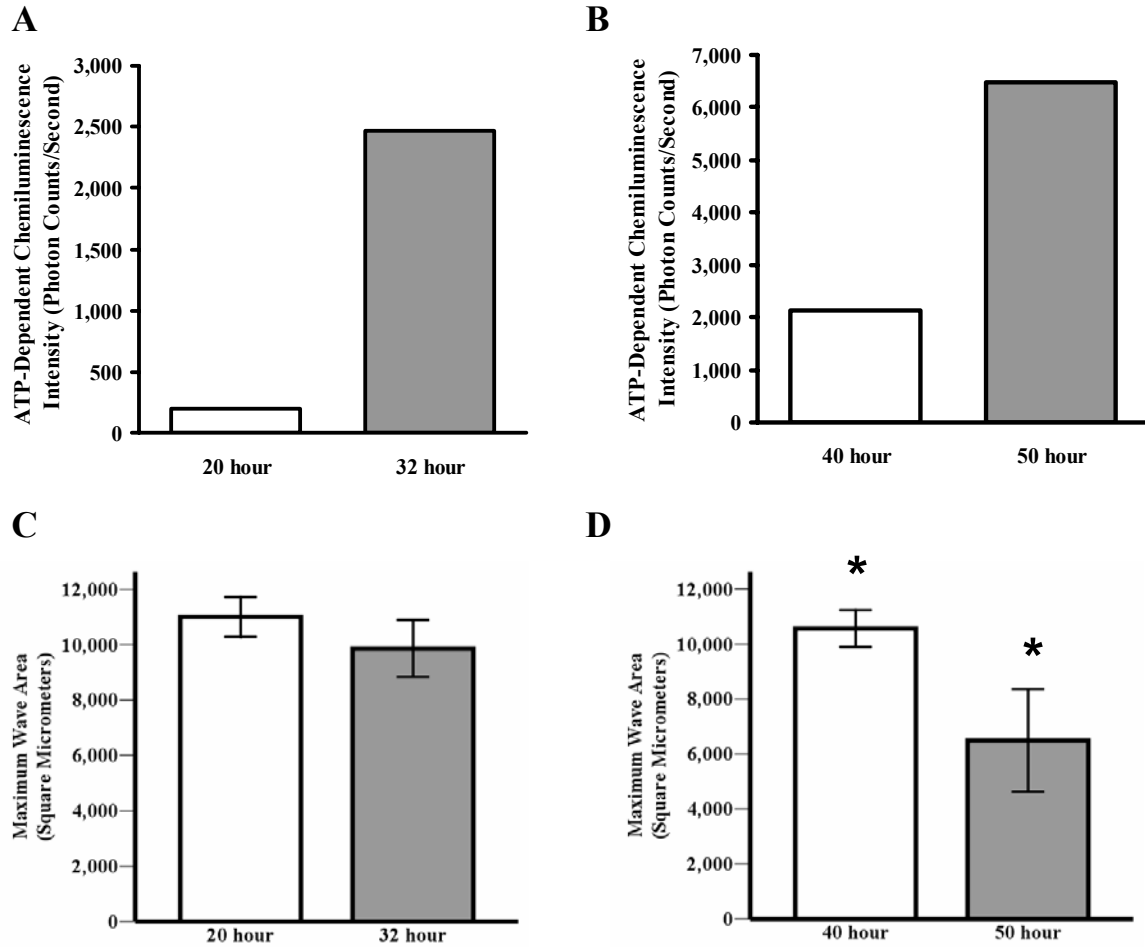 A
ATP-Dependent Chemiluminescence
Intensity (Photon Counts/Second)
3,000
2,500
2,000
1,500
1,000
500
0
20 hour
32 hour
B
ATP-Dependent Chemiluminescence
Intensity (Photon Counts/Second)
7,000
6,000
5,000
4,000
3,000
2,000
1,000
0
40 hour
50 hour
C
Maximum Wave Area
(Square Micrometers)
12,000
10,000
8,000
6,000
4,000
2,000
0
20 hour
32 hour
D
Maximum Wave Area
(Square Micrometers)
12,000
10,000
8,000
6,000
4,000
2,000
0
*
*
40 hour
50 hour